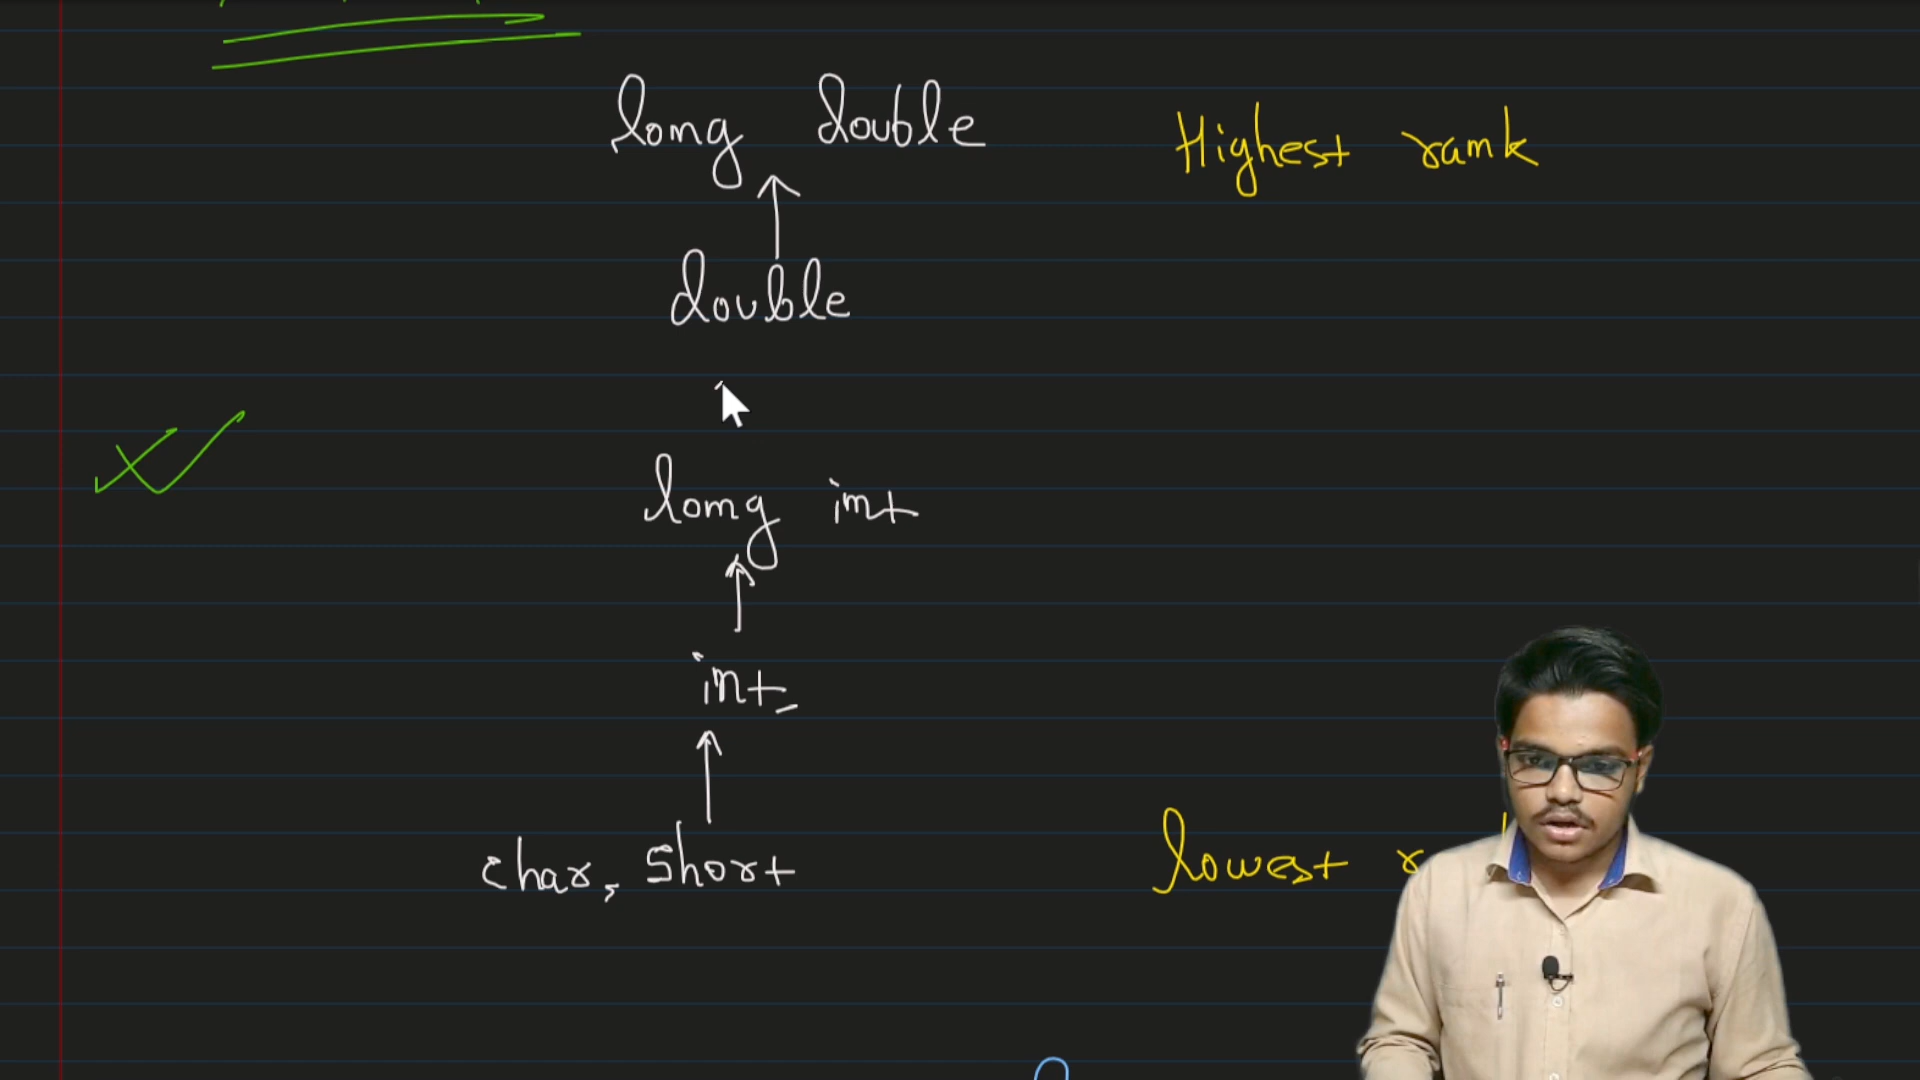 long double Highest rank
double
long int
int
char, short lowest